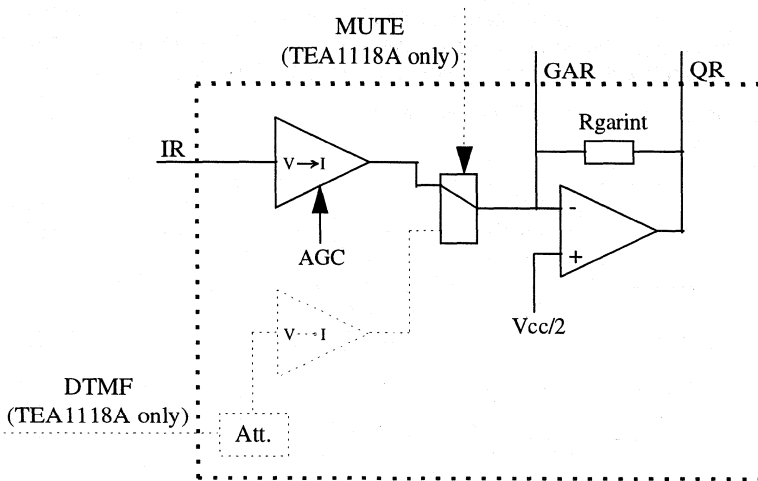 MUTE
(TEA1118A only)
GAR
QR
Rgarint
IR
V→I
-
+
AGC
Vcc/2
V→I
DTMF
(TEA1118A only)
Att.